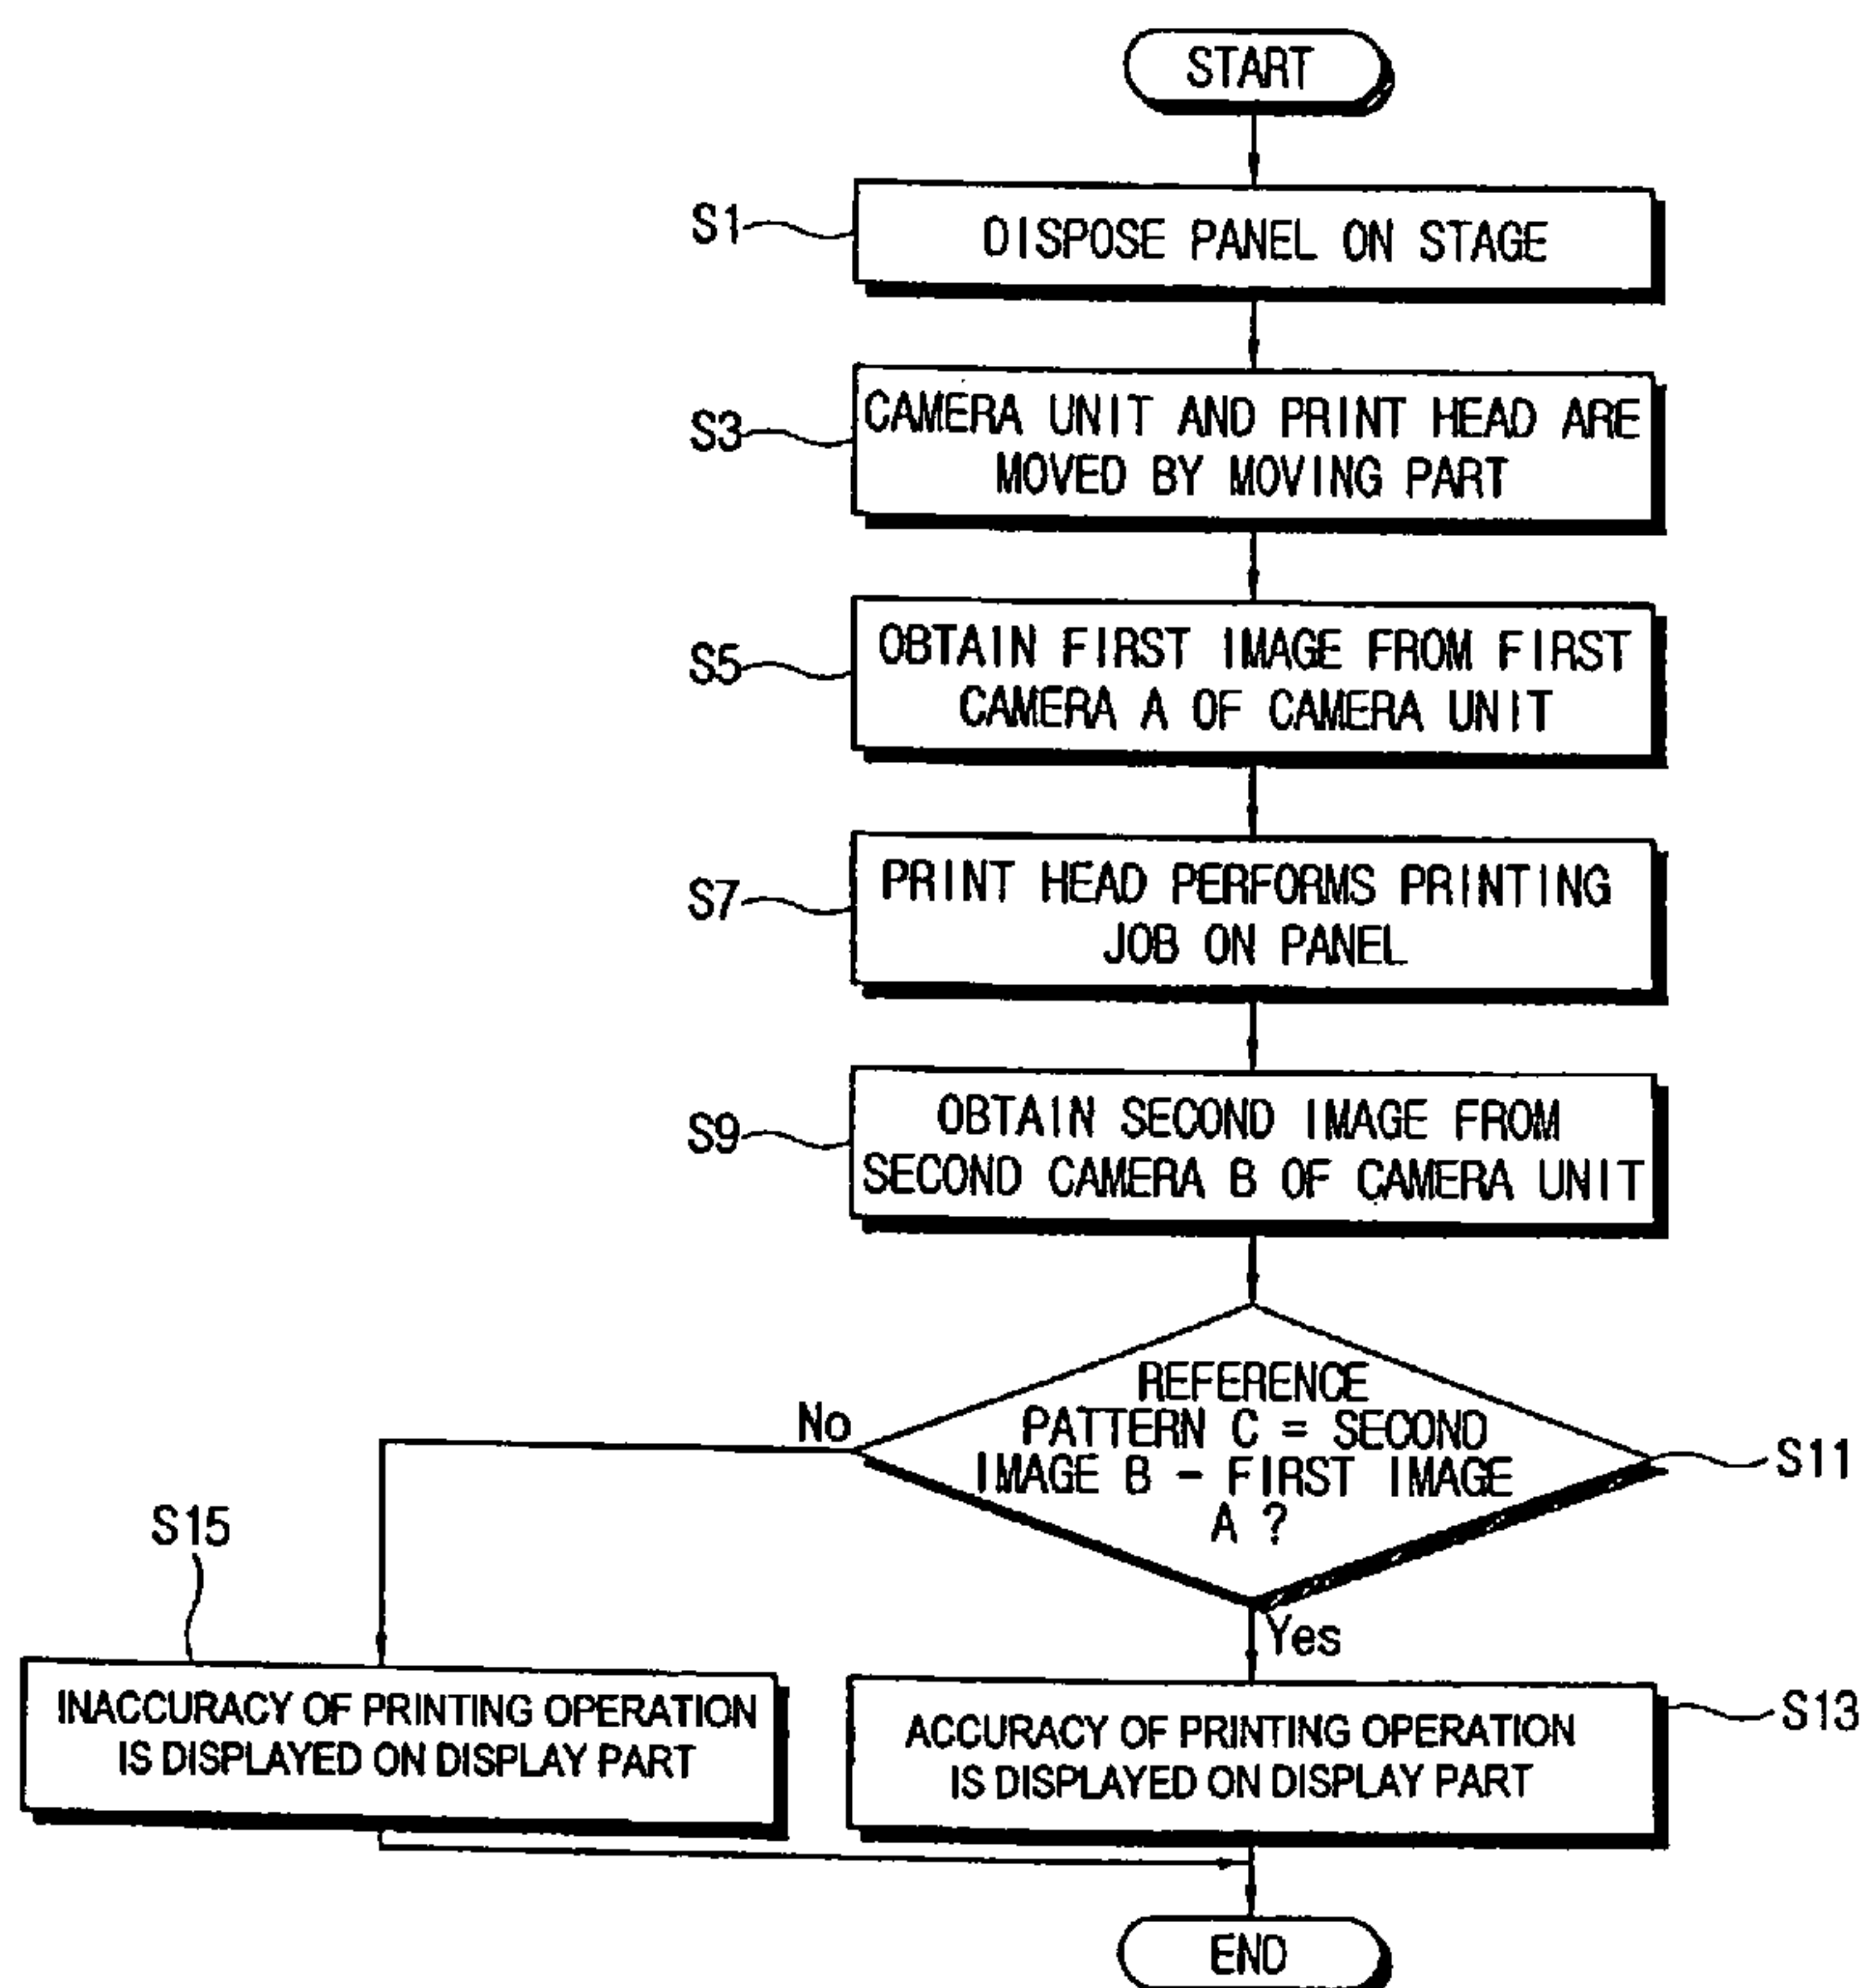 START
S1
DISPOSE PANEL ON STAGE
S3
CAMERA UNIT AND PRINT HEAD ARE
MOVED BY MOVING PART
S5
OBTAIN FIRST IMAGE FROM FIRST
CAMERA A OF CAMERA UNIT
S7
PRINT HEAD PERFORMS PRINTING
JOB ON PANEL
S9
OBTAIN SECOND IMAGE FROM
SECOND CAMERA B OF CAMERA UNIT
REFERENCE
PATTERN C = SECOND
IMAGE B - FIRST IMAGE
A ?
S11
No
Yes
S15
INACCURACY OF PRINTING OPERATION
IS DISPLAYED ON DISPLAY PART
S13
ACCURACY OF PRINTING OPERATION
IS DISPLAYED ON DISPLAY PART
END